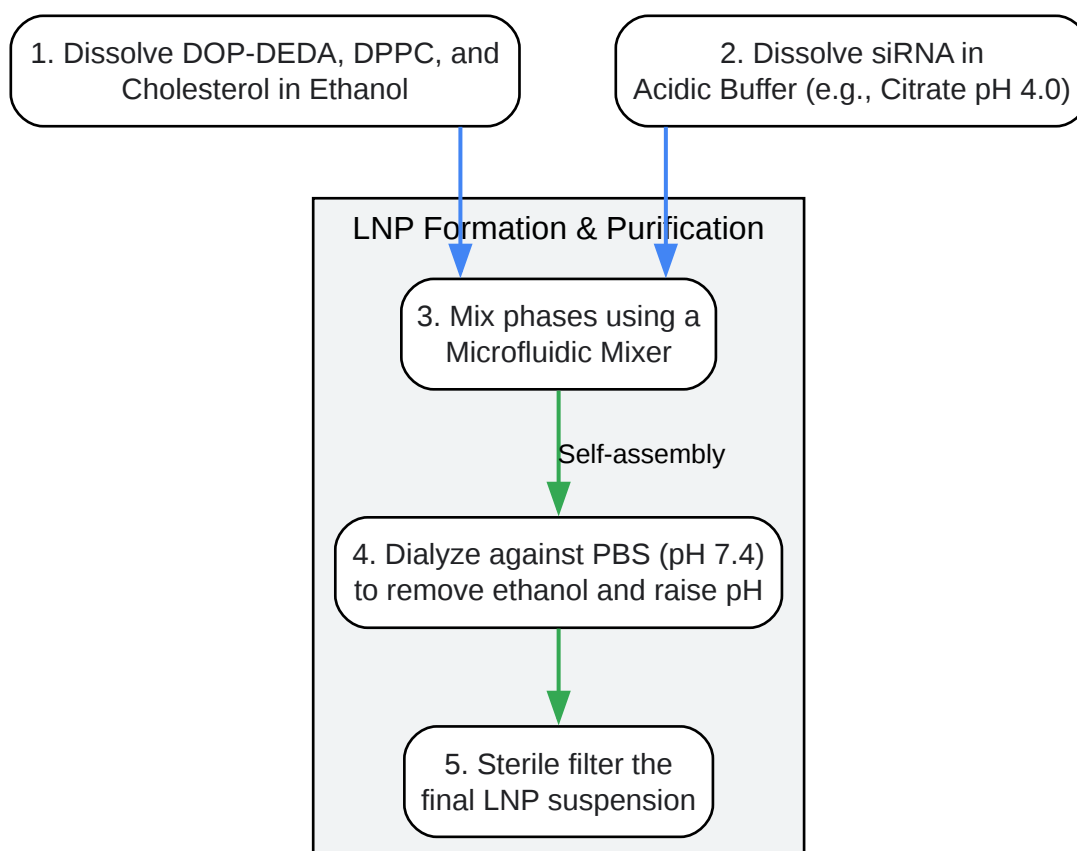 1. Dissolve DOP-DEDA, DPPC, and
Cholesterol in Ethanol
2. Dissolve siRNA in
Acidic Buffer (e.g., Citrate pH 4.0)
LNP Formation & Purification
3. Mix phases using a
Microfluidic Mixer
Self-assembly
4. Dialyze against PBS (pH 7.4)
to remove ethanol and raise pH
5. Sterile filter the
final LNP suspension